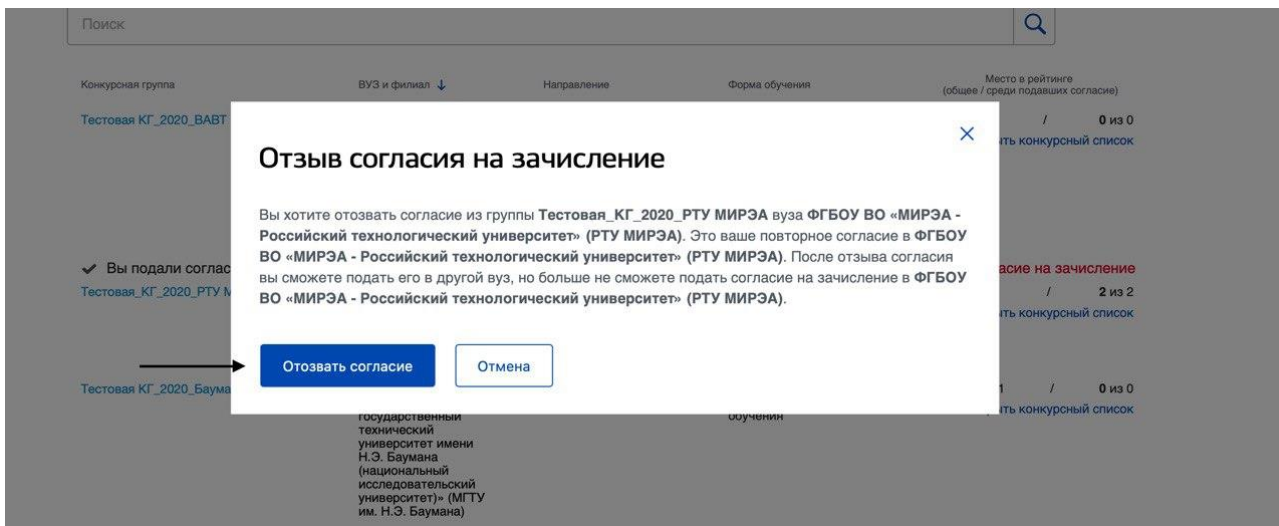 Поиск
Конкурсная группа
ВУЗ и филиал ↓
Направление
Форма обучения
Место в рейтинге
(общее / среди подавших согласие)
Тестовая КГ_2020_ВАВТ
/ 0 из 0
конкурсный список
Отзыв согласия на зачисление
Вы хотите отозвать согласие из группы Тестовая_КГ_2020_РТУ МИРЭА вуза ФГБОУ ВО «МИРЭА -
Российский технологический университет» (РТУ МИРЭА). Это ваше повторное согласие в ФГБОУ
ВО «МИРЭА - Российский технологический университет» (РТУ МИРЭА). После отзыва согласия
вы сможете подать его в другой вуз, но больше не сможете подать согласие на зачисление в ФГБОУ
ВО «МИРЭА - Российский технологический университет» (РТУ МИРЭА).
Отозвать согласие
Отмена
✔ Вы подали соглас
асие на зачисление
Тестовая_КГ_2020_РТУ М
/ 2 из 2
конкурсный список
Тестовая КГ_2020_Баума
1 / 0 из 0
конкурсный список
государственный
технический
университет имени
Н.Э. Баумана
(национальный
исследовательский
университет)» (МГТУ
им. Н.Э. Баумана)
обучения